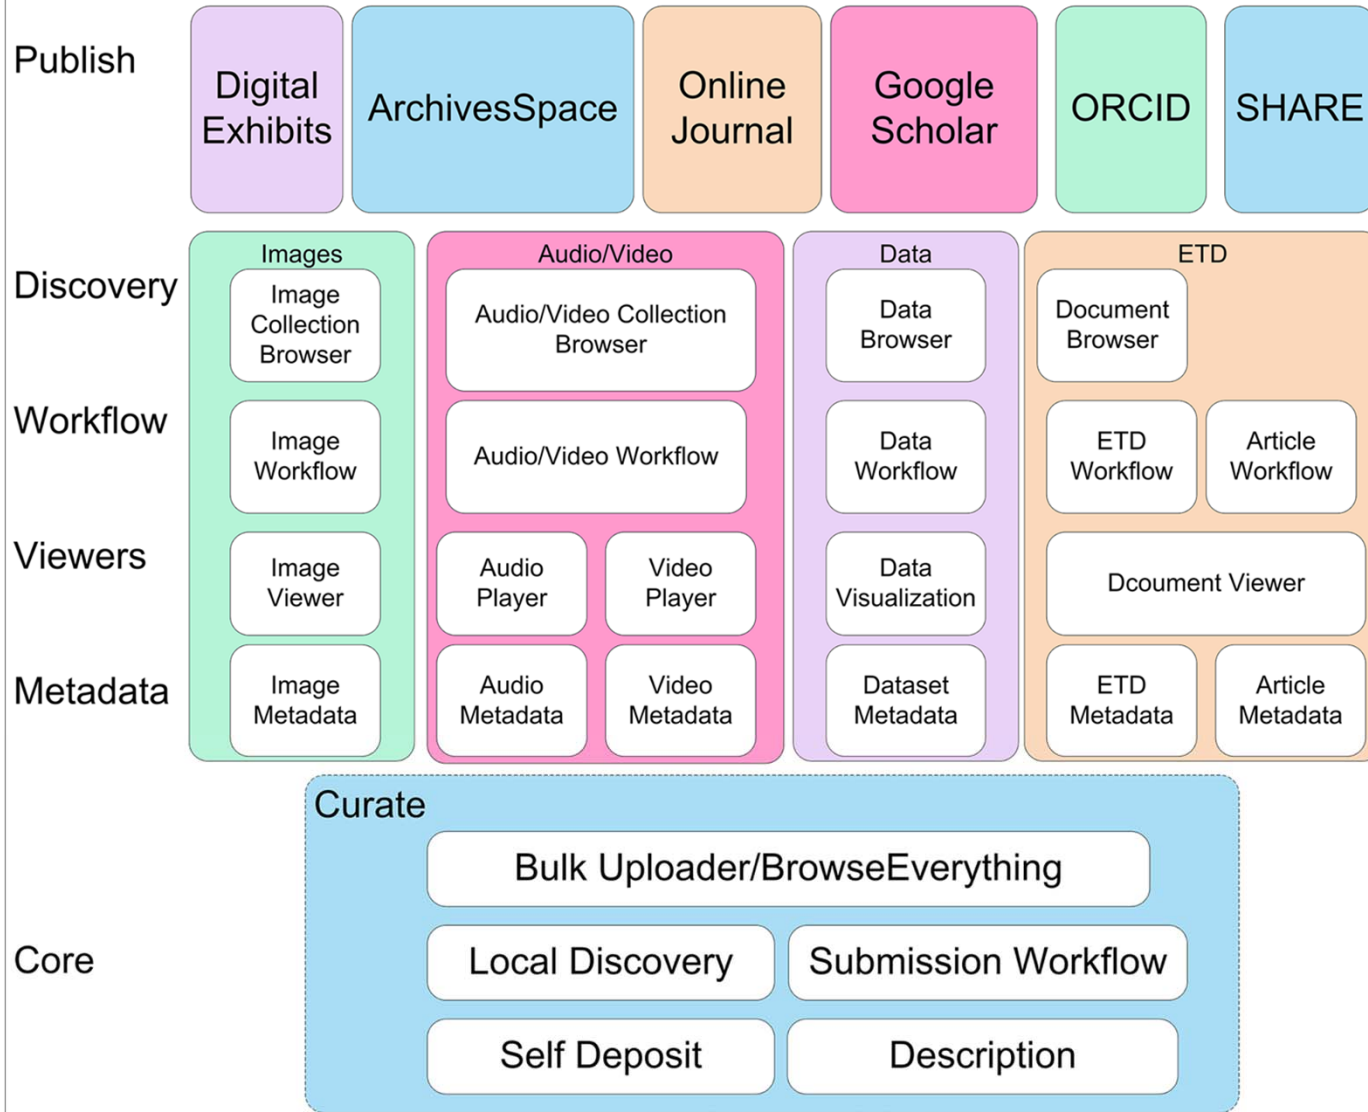 Publish
Digital
Exhibits
ArchivesSpace
Online
Journal
Google
Scholar
ORCID
SHARE
Images
Audio/Video
Data
ETD
Discovery
Image
Collection
Browser
Audio/Video Collection
Browser
Data
Browser
Document
Browser
Workflow
Image
Workflow
Audio/Video Workflow
Data
Workflow
ETD
Workflow
Article
Workflow
Viewers
Image
Viewer
Audio
Player
Video
Player
Data
Visualization
Dcoument Viewer
Metadata
Image
Metadata
Audio
Metadata
Video
Metadata
Dataset
Metadata
ETD
Metadata
Article
Metadata
Curate
Bulk Uploader/BrowseEverything
Core
Local Discovery
Submission Workflow
Self Deposit
Description